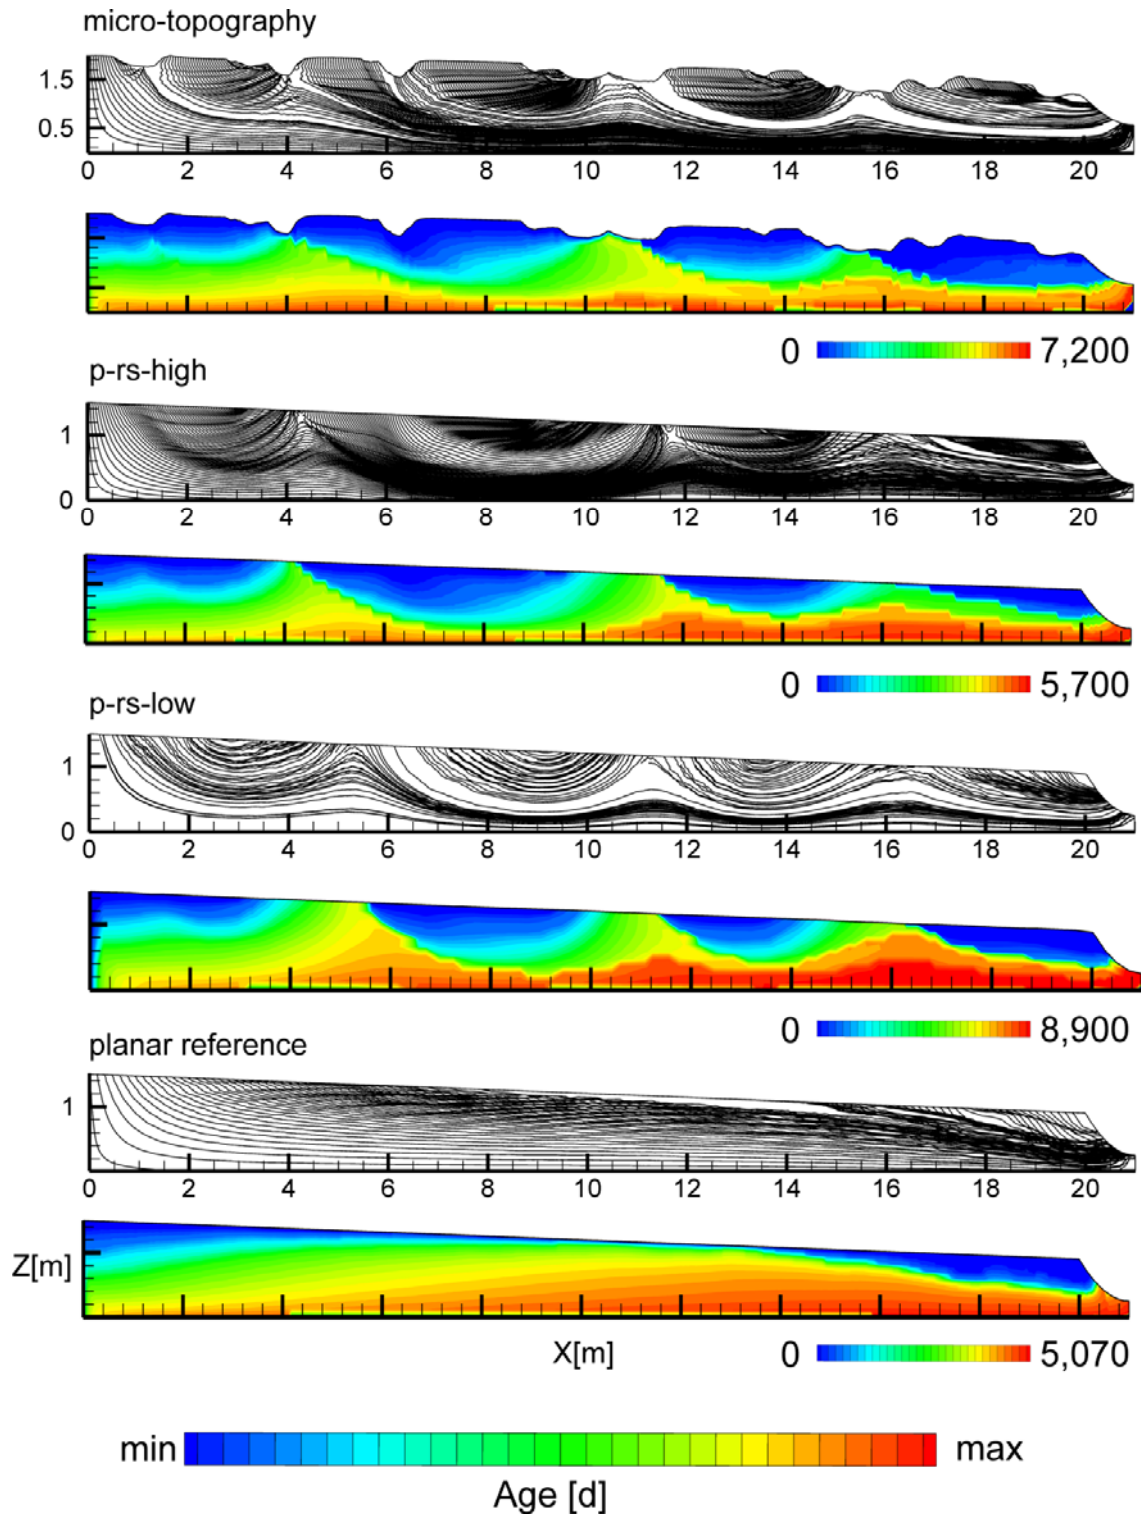 micro-topography
1.5
0.5
0 2 4 6 8 10 12 14 16 18 20
0 7,200
p-rs-high
1
0
0 2 4 6 8 10 12 14 16 18 20
0 5,700
p-rs-low
1
0
0 2 4 6 8 10 12 14 16 18 20
0 8,900
planar reference
1
0 2 4 6 8 10 12 14 16 18 20
Z[m]
X[m]
0 5,070
min max
Age [d]